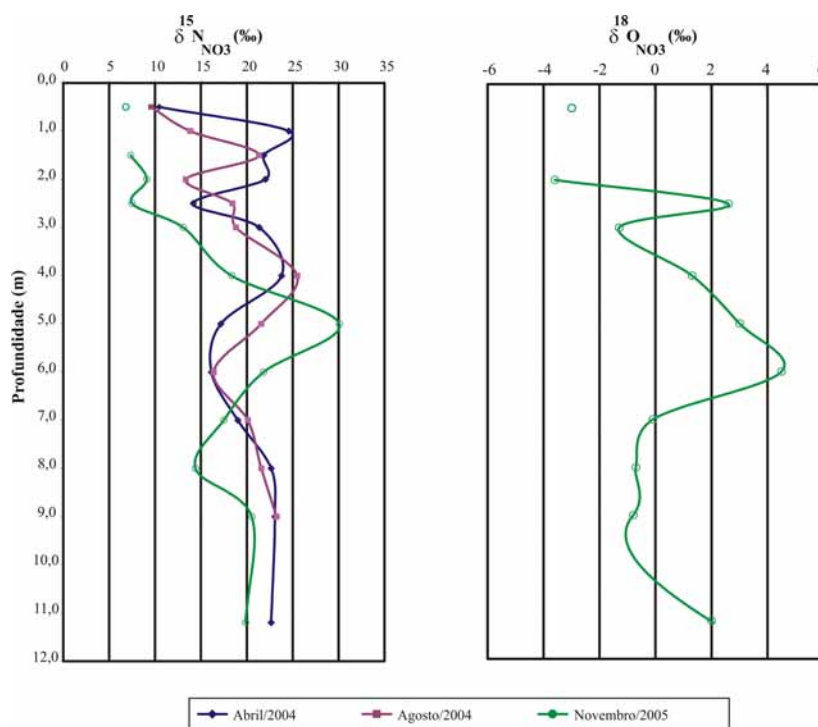 δ 15 N NO3 (‰)
δ 18 O NO3 (‰)
0 5 10 15 20 25 30 35
-6 -4 -2 0 2 4 6
0,0
1,0
2,0
3,0
4,0
5,0
6,0
7,0
8,0
9,0
10,0
11,0
12,0
Profundidade (m)
Abril/2004 Agosto/2004 Novembro/2005